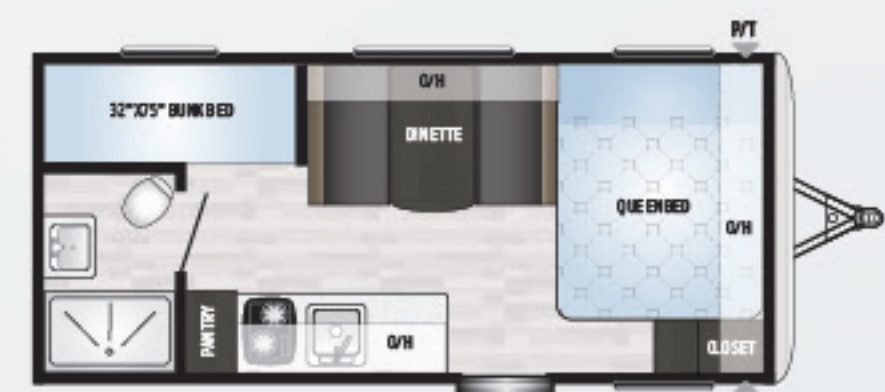 P/T
32"X75" BUNK BED
O/H
DINETTE
QUEEN BED
O/H
PANTRY
O/H
CLOSET